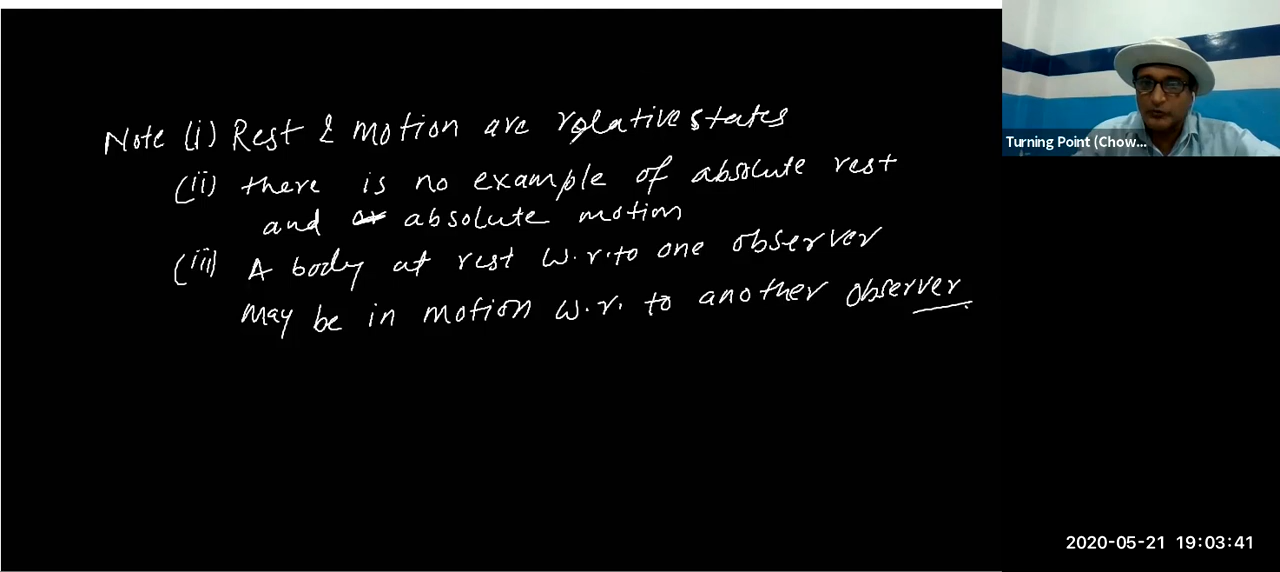 Note (i) Rest & motion are relative states
(ii) there is no example of absolute rest
and absolute motion
(iii) A body at rest w.r.to one observer
may be in motion w.r. to another observer.
Turning Point (Chow...
2020-05-21 19:03:41